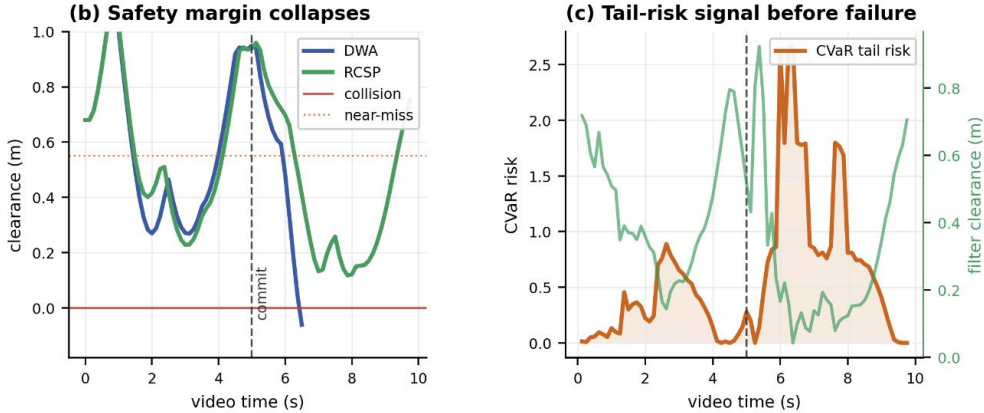 (b) Safety margin collapses
1.0
0.8
0.6
0.4
0.2
0.0
clearance (m)
DWA
RCSP
collision
near-miss
commit
0 2 4 6 8 10
video time (s)
(c) Tail-risk signal before failure
2.5
2.0
1.5
1.0
0.5
0.0
CVaR risk
CVaR tail risk
0.8
0.6
0.4
0.2
0.0
filter clearance (m)
0 2 4 6 8 10
video time (s)